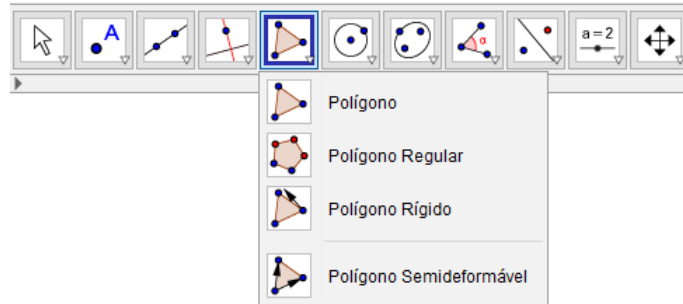 A α a=2
Polígono
Polígono Regular
Polígono Rígido
Polígono Semideformável